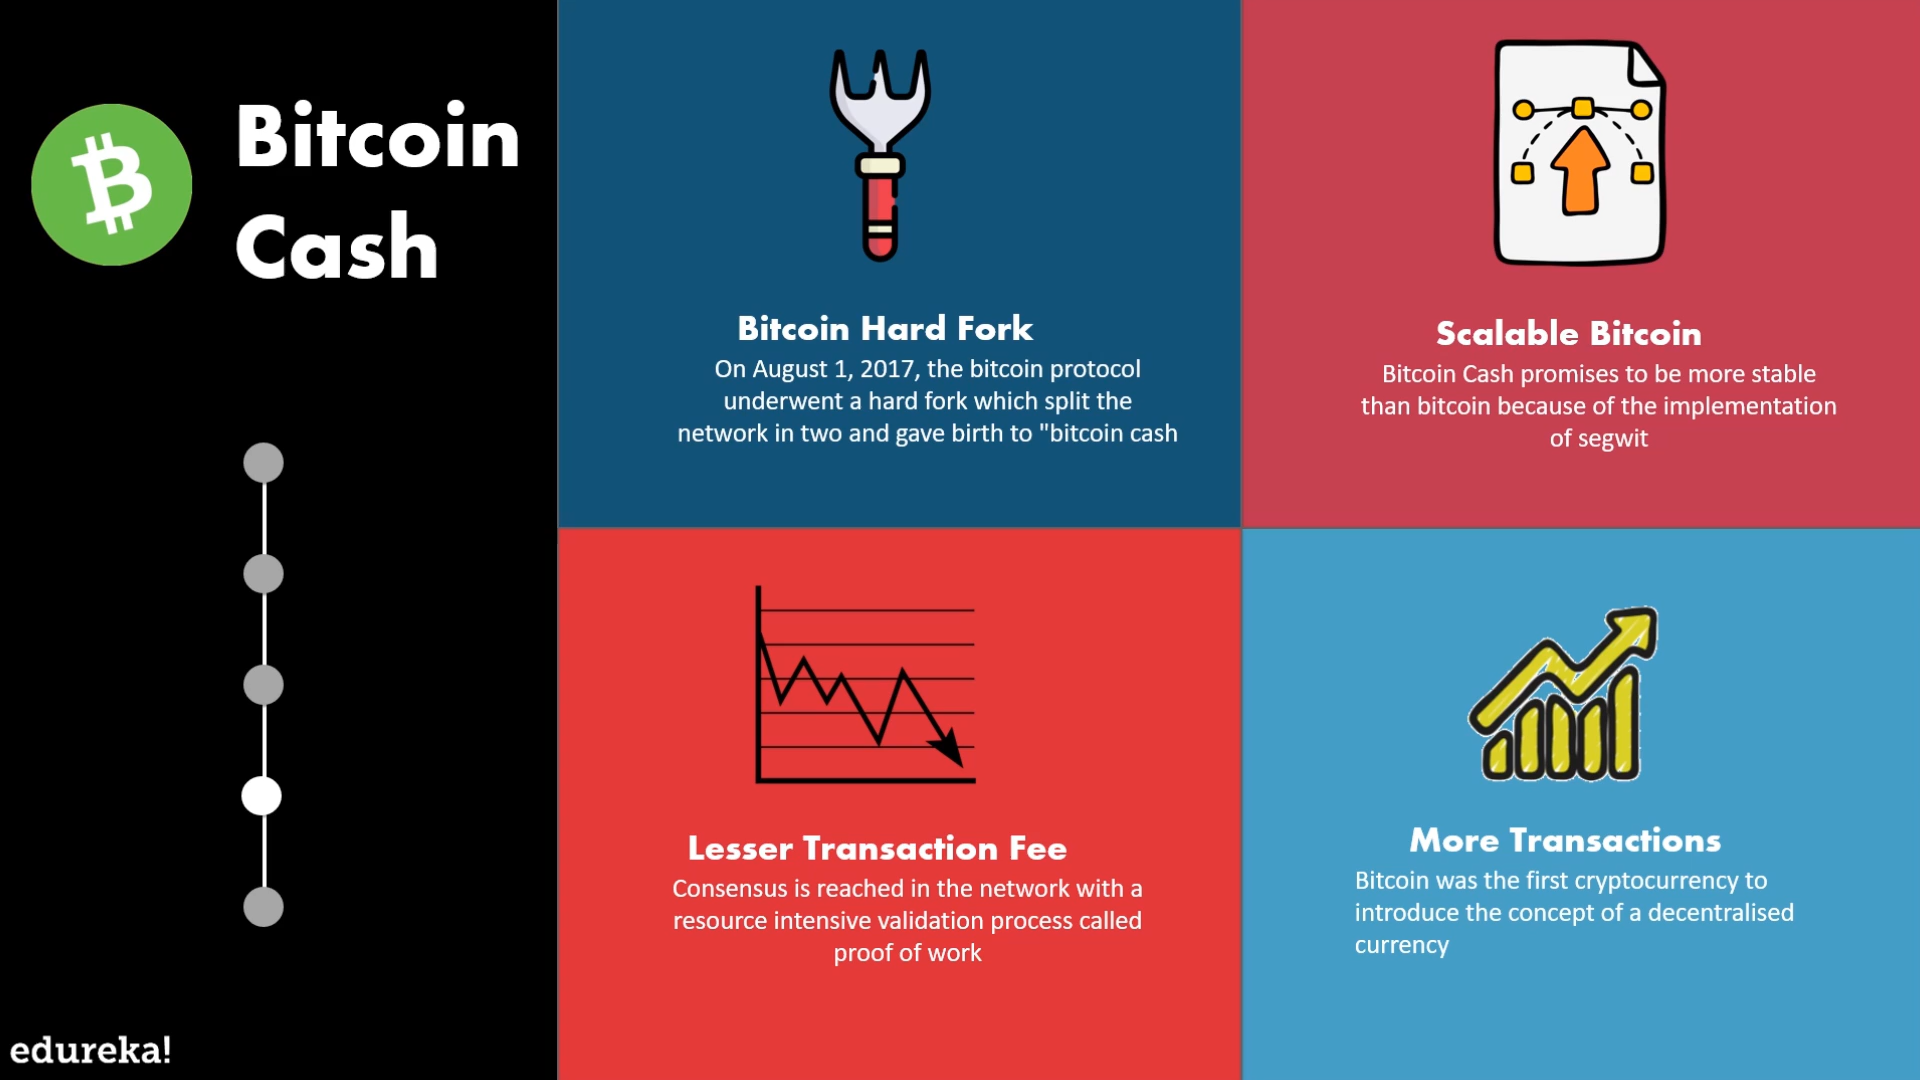 Bitcoin
Cash
Bitcoin Hard Fork
On August 1, 2017, the bitcoin protocol
underwent a hard fork which split the
network in two and gave birth to "bitcoin cash
Scalable Bitcoin
Bitcoin Cash promises to be more stable
than bitcoin because of the implementation
of segwit
Lesser Transaction Fee
Consensus is reached in the network with a
resource intensive validation process called
proof of work
More Transactions
Bitcoin was the first cryptocurrency to
introduce the concept of a decentralised
currency
edureka!